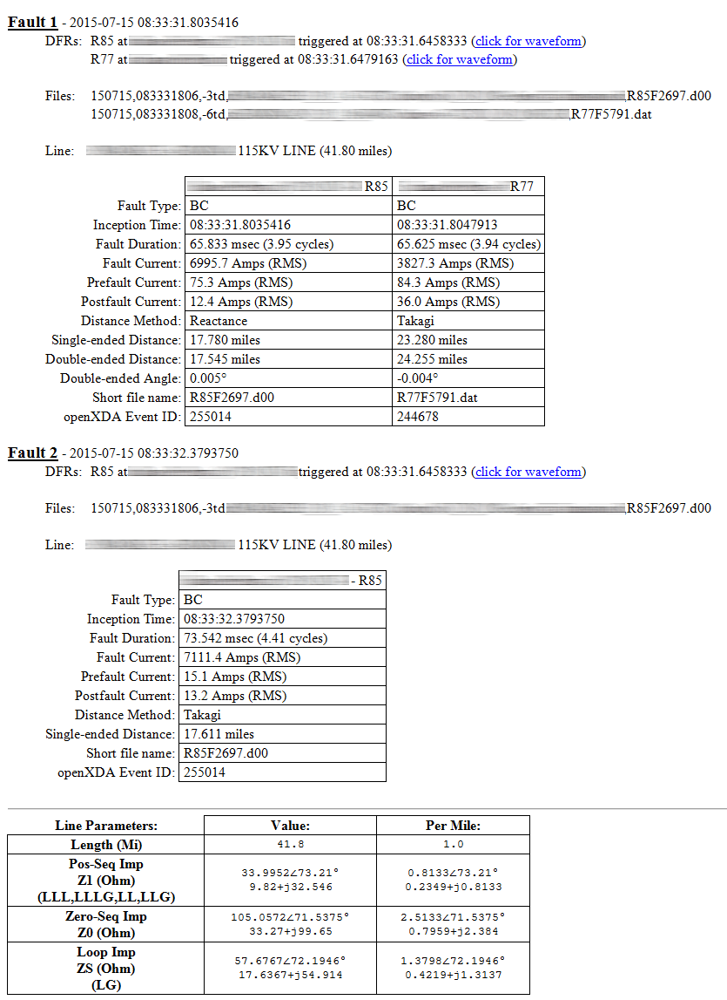 Fault 1 - 2015-07-15 08:33:31.8035416
DFRs: R85 at triggered at 08:33:31.6458333 (click for waveform)
R77 at triggered at 08:33:31.6479163 (click for waveform)
Files: 150715,083331806,-3td, ,R85F2697.d00
150715,083331808,-6td, ,R77F5791.dat
Line: 115KV LINE (41.80 miles)
R85 R77
Fault Type: BC BC
Inception Time: 08:33:31.8035416 08:33:31.8047913
Fault Duration: 65.833 msec (3.95 cycles) 65.625 msec (3.94 cycles)
Fault Current: 6995.7 Amps (RMS) 3827.3 Amps (RMS)
Prefault Current: 75.3 Amps (RMS) 84.3 Amps (RMS)
Postfault Current: 12.4 Amps (RMS) 36.0 Amps (RMS)
Distance Method: Reactance Takagi
Single-ended Distance: 17.780 miles 23.280 miles
Double-ended Distance: 17.545 miles 24.255 miles
Double-ended Angle: 0.005° -0.004°
Short file name: R85F2697.d00 R77F5791.dat
openXDA Event ID: 255014 244678
Fault 2 - 2015-07-15 08:33:32.3793750
DFRs: R85 at triggered at 08:33:31.6458333 (click for waveform)
Files: 150715,083331806,-3td ,R85F2697.d00
Line: 115KV LINE (41.80 miles)
- R85
Fault Type: BC
Inception Time: 08:33:32.3793750
Fault Duration: 73.542 msec (4.41 cycles)
Fault Current: 7111.4 Amps (RMS)
Prefault Current: 15.1 Amps (RMS)
Postfault Current: 13.2 Amps (RMS)
Distance Method: Takagi
Single-ended Distance: 17.611 miles
Short file name: R85F2697.d00
openXDA Event ID: 255014
Line Parameters: Value: Per Mile:
Length (Mi) 41.8 1.0
Pos-Seq Imp
Z1 (Ohm)
(LLL,LLLG,LL,LLG)
33.9952∠73.21° 0.8133∠73.21°
9.82+j32.546 0.2349+j0.8133
Zero-Seq Imp
Z0 (Ohm)
105.0572∠71.5375° 2.5133∠71.5375°
33.27+j99.65 0.7959+j2.384
Loop Imp
ZS (Ohm)
(LG)
57.6767∠72.1946° 1.3798∠72.1946°
17.6367+j54.914 0.4219+j1.3137